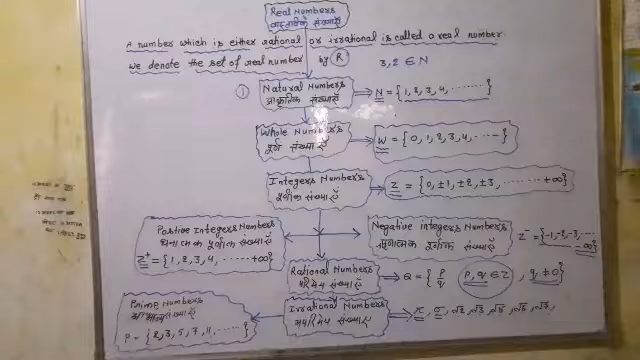 Real Numbers
वास्तविक संख्याएँ
A number which is either rational or irrational is called a real number.
we denote the set of real number by R
3, 2 ∈ N
① Natural Numbers
प्राकृतिक संख्याएँ
N = {1, 2, 3, 4, ........}
Whole Numbers
पूर्ण संख्याएँ
W = {0, 1, 2, 3, 4, ....}
Integers Numbers
पूर्णांक संख्याएँ
Z = {0, ±1, ±2, ±3, ........ +∞}
Positive Integers Numbers
धनात्मक पूर्णांक संख्याएँ
Z⁺ = {1, 2, 3, 4, ...... +∞}
Negative integers Numbers
ऋणात्मक पूर्णांक संख्याएँ
Z⁻ = {-1, -2, -3, ...
-∞}
Rational Numbers
परिमेय संख्याएँ
Q = { p/q p, q ∈ Z q ≠ 0}
Prime Numbers
संख्याएँ
P = {2, 3, 5, 7, 11, ......}
Irrational Numbers
अपरिमेय संख्याएँ
π, σ, √2, √3, √5,